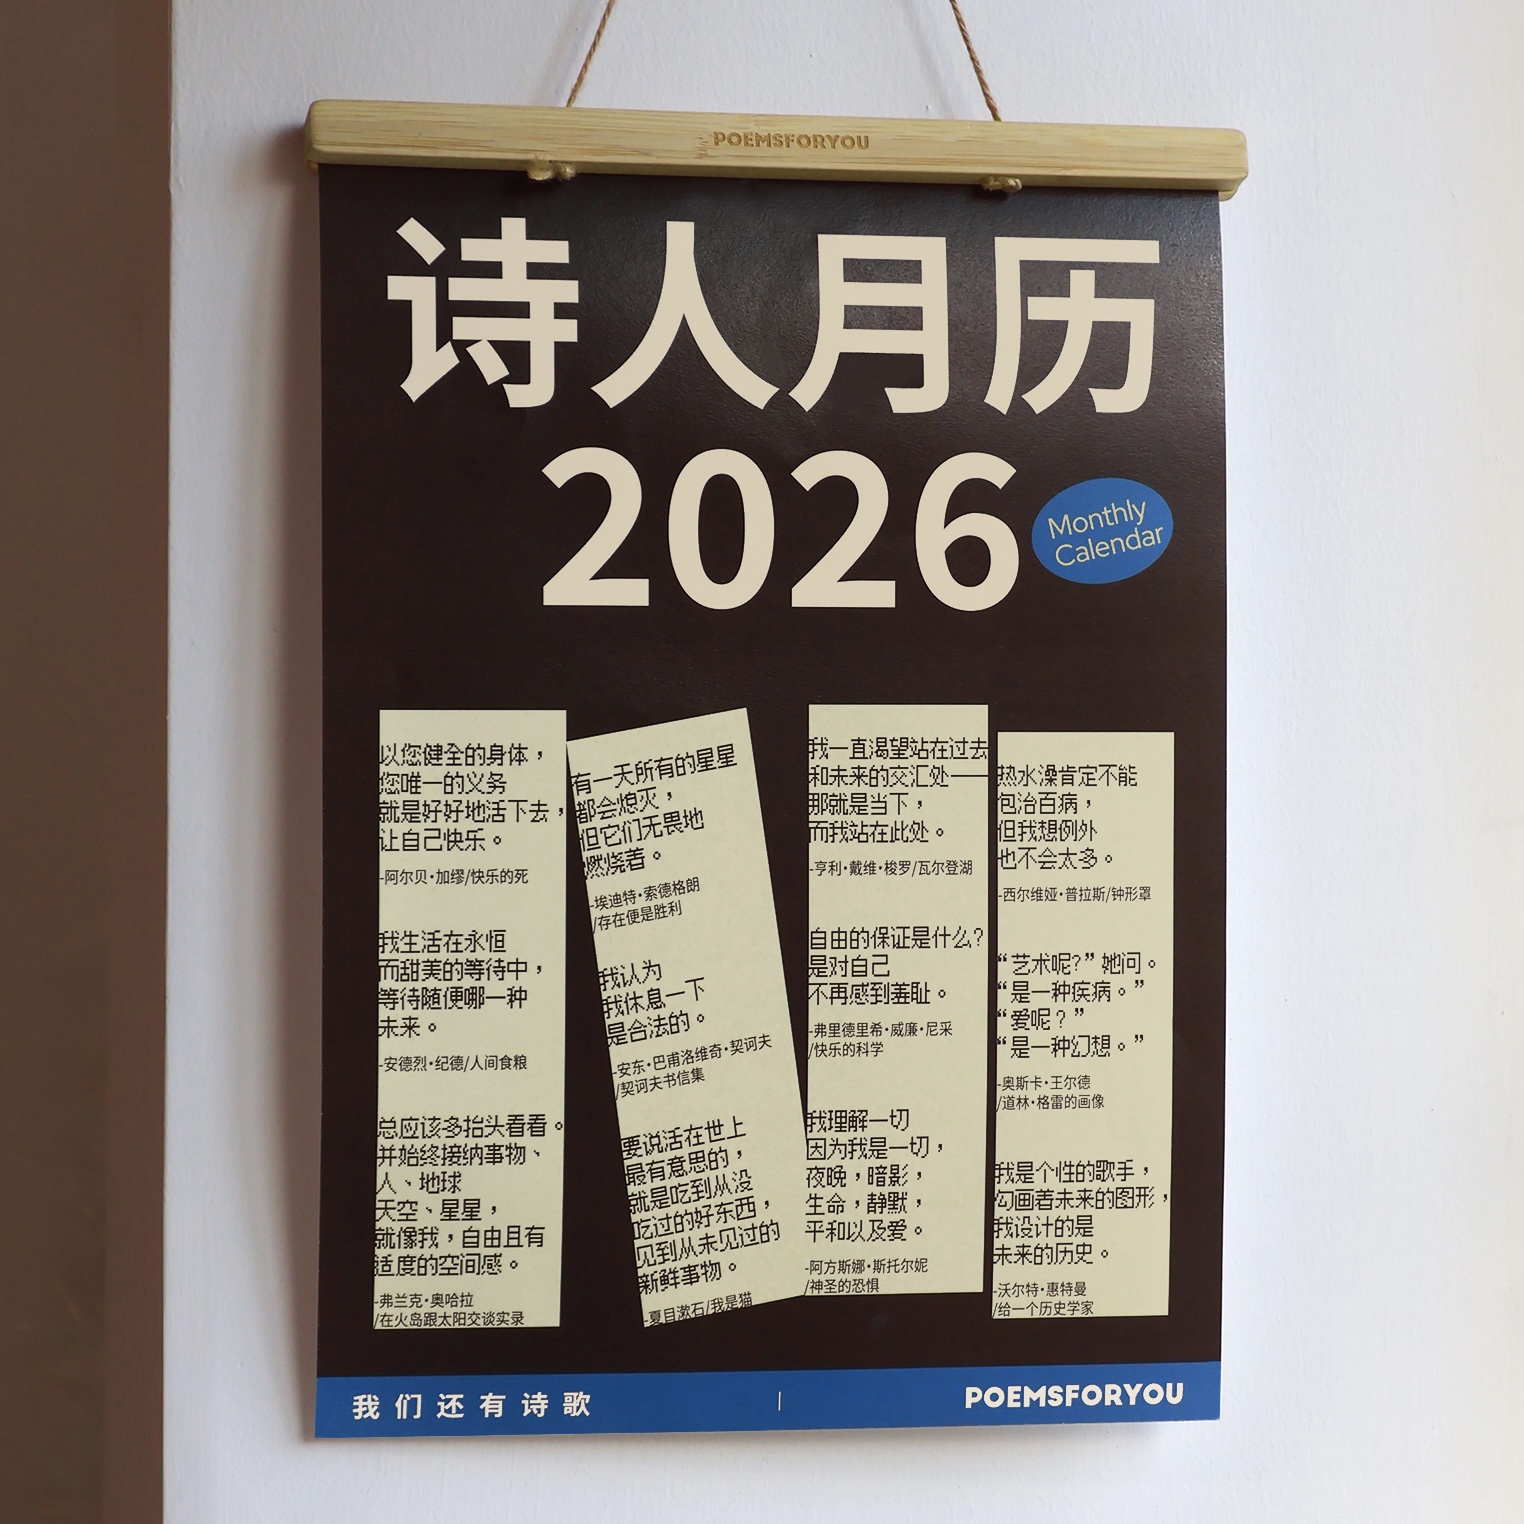 POEMSFORYOU
诗人月历
2026
Monthly
Calendar
以您健全的身体，
您唯一的义务
就是好好地活下去，
让自己快乐。
-阿尔贝·加缪/快乐的死
我生活在永恒
而甜美的等待中，
等待随便哪一种
未来。
-安德烈·纪德/人间食粮
总应该多抬头看看。
并始终接纳事物、
人、地球
天空、星星，
就像我，自由且有
适度的空间感。
-弗兰克·奥哈拉
/在火岛跟太阳交谈实录
有一天所有的星星
都会熄灭，
但它们无畏地
燃烧着。
-埃迪特·索德格朗
/存在便是胜利
我认为
我休息一下
是合法的。
-安东·巴甫洛维奇·契诃夫
/契诃夫书信集
要说活在世上
最有意思的，
就是吃到从没
吃过的好东西，
见到从未见过的
新鲜事物。
-夏目漱石/我是猫
我一直渴望站在过去
和未来的交汇处——
那就是当下，
而我站在此处。
-亨利·戴维·梭罗/瓦尔登湖
自由的保证是什么？
是对自己
不再感到羞耻。
-弗里德里希·威廉·尼采
/快乐的科学
我理解一切
因为我是一切，
夜晚，暗影，
生命，静默，
平和以及爱。
-阿方斯娜·斯托尔妮
/神圣的恐惧
热水澡肯定不能
包治百病，
但我想例外
也不会太多。
-西尔维娅·普拉斯/钟形罩
“艺术呢？”她问。
“是一种疾病。”
“爱呢？”
“是一种幻想。”
-奥斯卡·王尔德
/道林·格雷的画像
我是个性的歌手，
勾画着未来的图形，
我设计的是
未来的历史。
-沃尔特·惠特曼
/给一个历史学家
我们还有诗歌
POEMSFORYOU